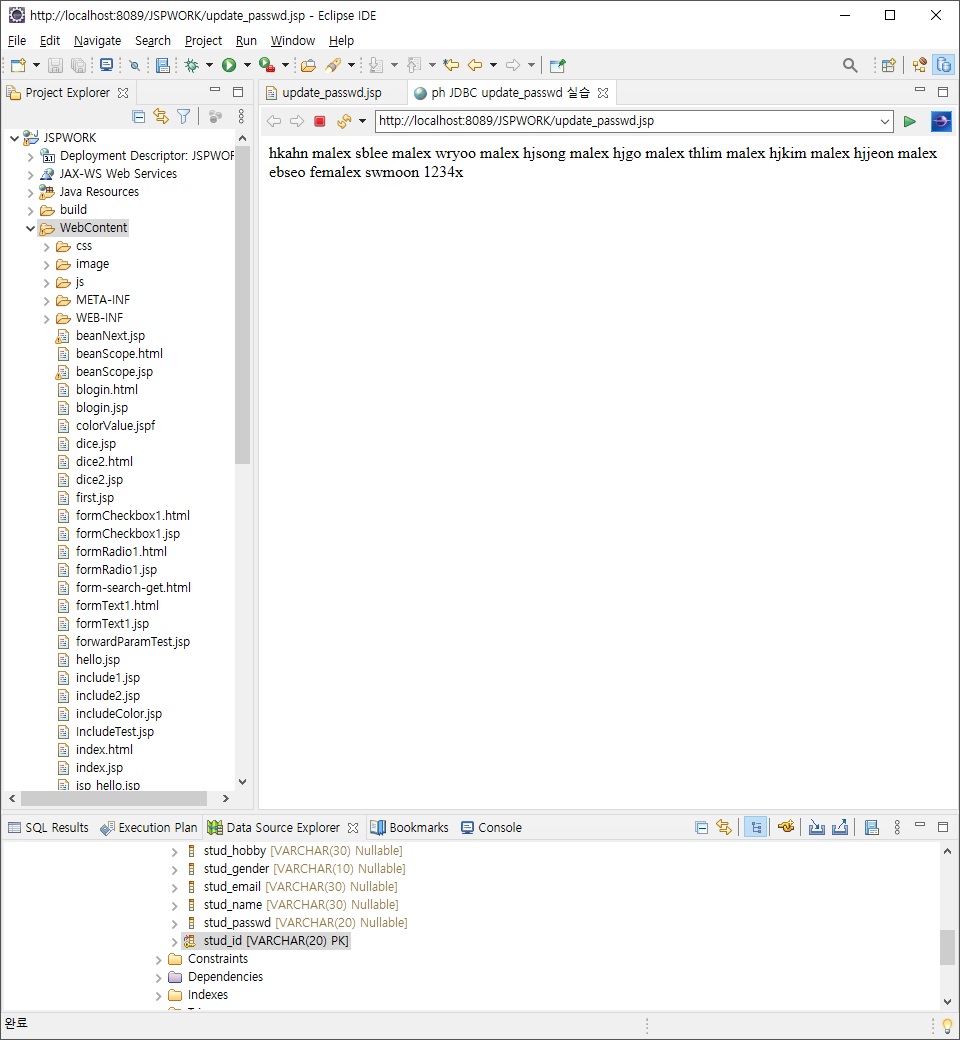 http://localhost:8089/JSPWORK/update_passwd.jsp - Eclipse IDE
File Edit Navigate Search Project Run Window Help
Project Explorer
update_passwd.jsp
ph JDBC update_passwd 실습
http://localhost:8089/JSPWORK/update_passwd.jsp
JSPWORK
Deployment Descriptor: JSPWOR
JAX-WS Web Services
Java Resources
build
WebContent
css
image
js
META-INF
WEB-INF
beanNext.jsp
beanScope.html
beanScope.jsp
blogin.html
blogin.jsp
colorValue.jspf
dice.jsp
dice2.html
dice2.jsp
first.jsp
formCheckbox1.html
formCheckbox1.jsp
formRadio1.html
formRadio1.jsp
form-search-get.html
formText1.html
formText1.jsp
forwardParamTest.jsp
hello.jsp
include1.jsp
include2.jsp
includeColor.jsp
IncludeTest.jsp
index.html
index.jsp
jsp_hello.jsp
hkahn malex sblee malex wryoo malex hjsong malex hjgo malex thlim malex hjkim malex hjjeon malex
ebseo femalex swmoon 1234x
SQL Results Execution Plan Data Source Explorer Bookmarks Console
stud_hobby [VARCHAR(30) Nullable]
stud_gender [VARCHAR(10) Nullable]
stud_email [VARCHAR(30) Nullable]
stud_name [VARCHAR(30) Nullable]
stud_passwd [VARCHAR(20) Nullable]
stud_id [VARCHAR(20) PK]
Constraints
Dependencies
Indexes
완료